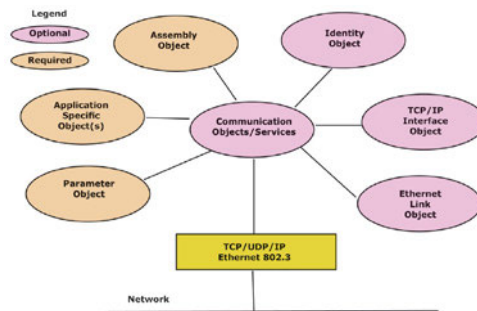 Legend
Optional
Required
Assembly
Object
Identity
Object
Application
Specific
Object(s)
Communication
Objects/Services
TCP/IP
Interface
Object
Parameter
Object
Ethernet
Link
Object
TCP/UDP/IP
Ethernet 802.3
Network